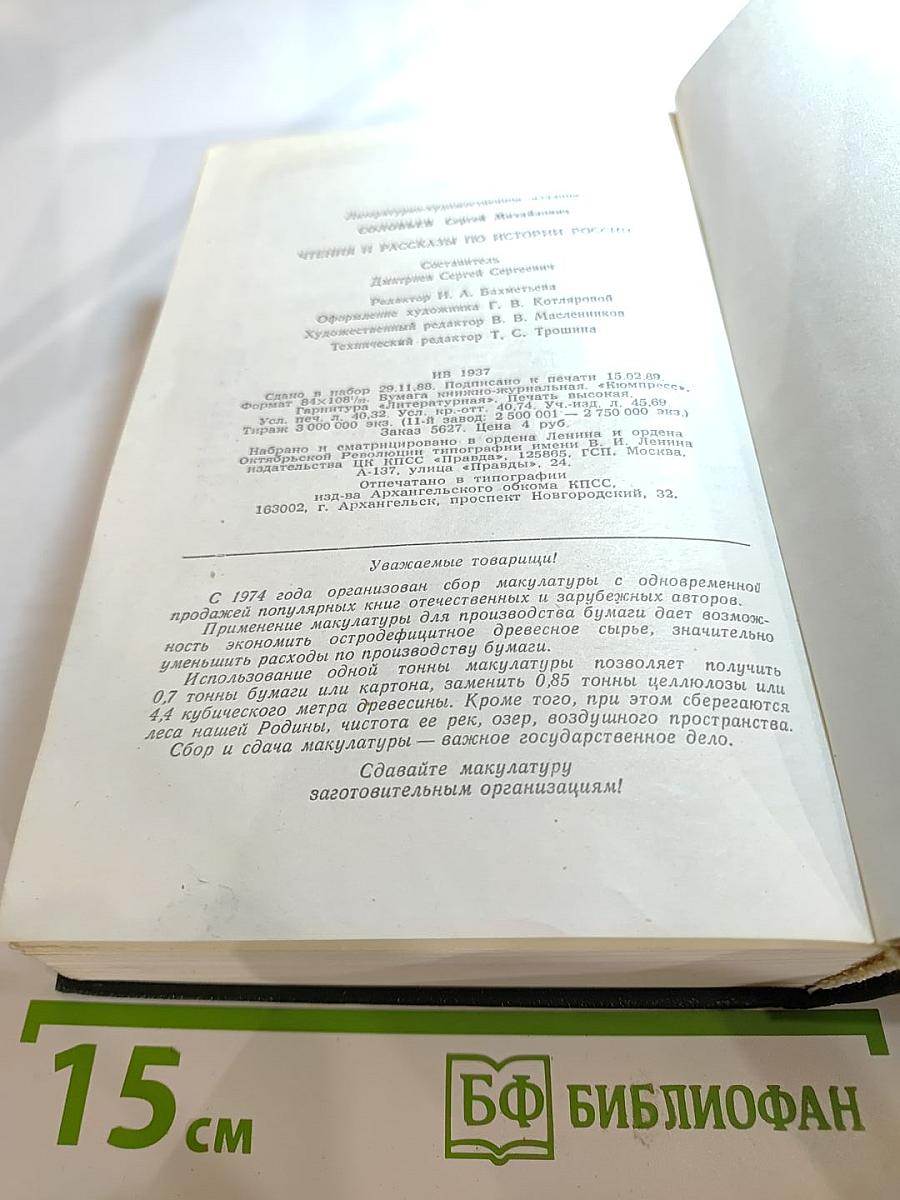 Литературно-художественное издание
СОЛОВЬЕВ Сергей Михайлович
ЧТЕНИЯ И РАССКАЗЫ ПО ИСТОРИИ РОССИИ
Составитель
Дмитриев Сергей Сергеевич
Редактор И. А. Бахметьева
Оформление художника Г. В. Котляровой
Художественный редактор В. В. Масленников
Технический редактор Т. С. Трошина
ИВ 1937
Сдано в набор 29.11.88. Подписано к печати 15.02.89.
Формат 84×108¹/₃₂. Бумага книжно-журнальная. «Кюмпресс».
Гарнитура «Литературная». Печать высокая.
Усл. печ. л. 40,32. Усл. кр.-отт. 40,74. Уч.-изд. л. 45,69.
Тираж 3 000 000 экз. (11-й завод: 2 500 001 — 2 750 000 экз.)
Заказ 5627. Цена 4 руб.
Набрано и сматрицировано в ордена Ленина и ордена
Октябрьской Революции типографии имени В. И. Ленина
издательства ЦК КПСС «Правда», 125865, ГСП, Москва,
А-137, улица «Правды», 24.
Отпечатано в типографии
изд-ва Архангельского обкома КПСС,
163002, г. Архангельск, проспект Новгородский, 32.
Уважаемые товарищи!
С 1974 года организован сбор макулатуры с одновременной
продажей популярных книг отечественных и зарубежных авторов.
Применение макулатуры для производства бумаги дает возмож-
ность экономить остродефицитное древесное сырье, значительно
уменьшить расходы по производству бумаги.
Использование одной тонны макулатуры позволяет получить
0,7 тонны бумаги или картона, заменить 0,85 тонны целлюлозы или
4,4 кубического метра древесины. Кроме того, при этом сберегаются
леса нашей Родины, чистота ее рек, озер, воздушного пространства.
Сбор и сдача макулатуры — важное государственное дело.
Сдавайте макулатуру
заготовительным организациям!
15 см
БФ БИБЛИОФАН